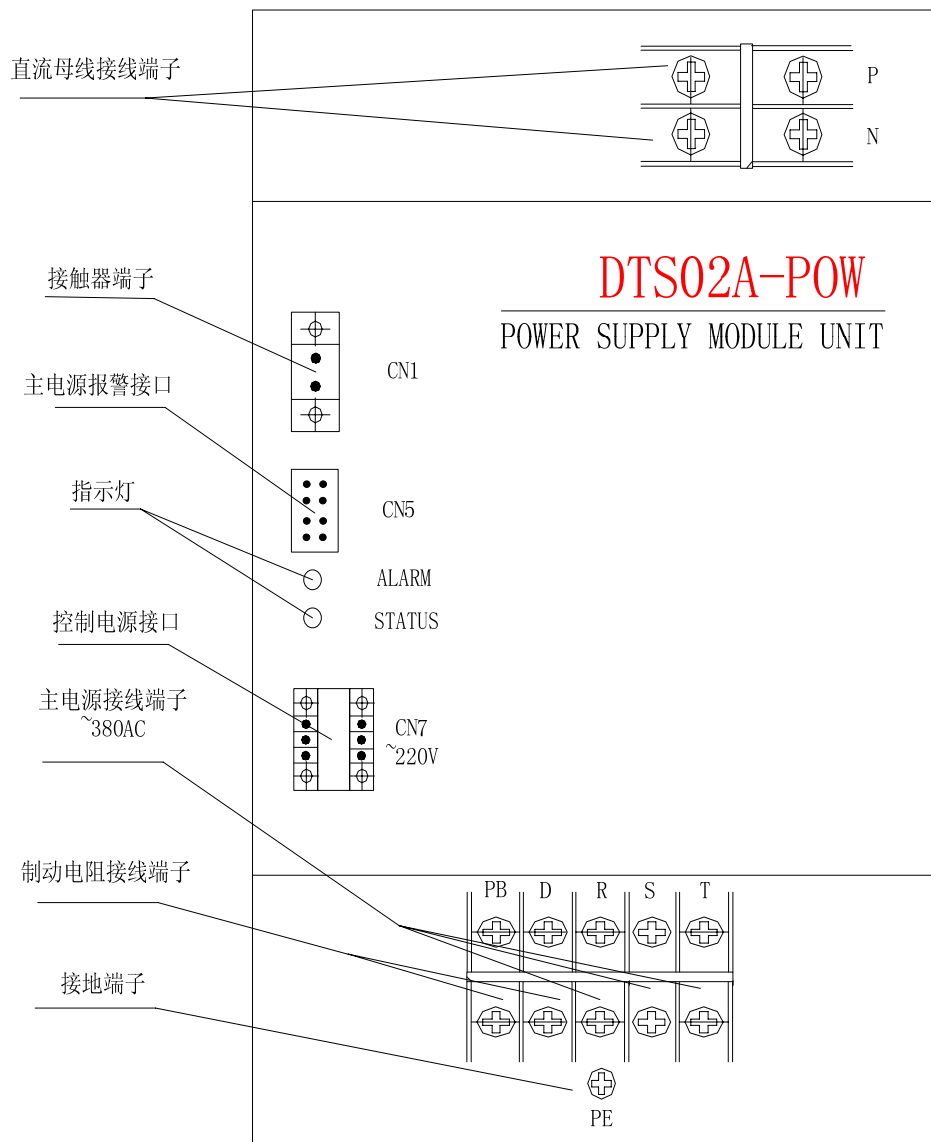 直流母线接线端子
P
N
DTS02A-POW
POWER SUPPLY MODULE UNIT
接触器端子
CN1
主电源报警接口
指示灯
CN5
ALARM
STATUS
控制电源接口
主电源接线端子
~380AC
CN7
~220V
制动电阻接线端子
PB D R S T
接地端子
PE